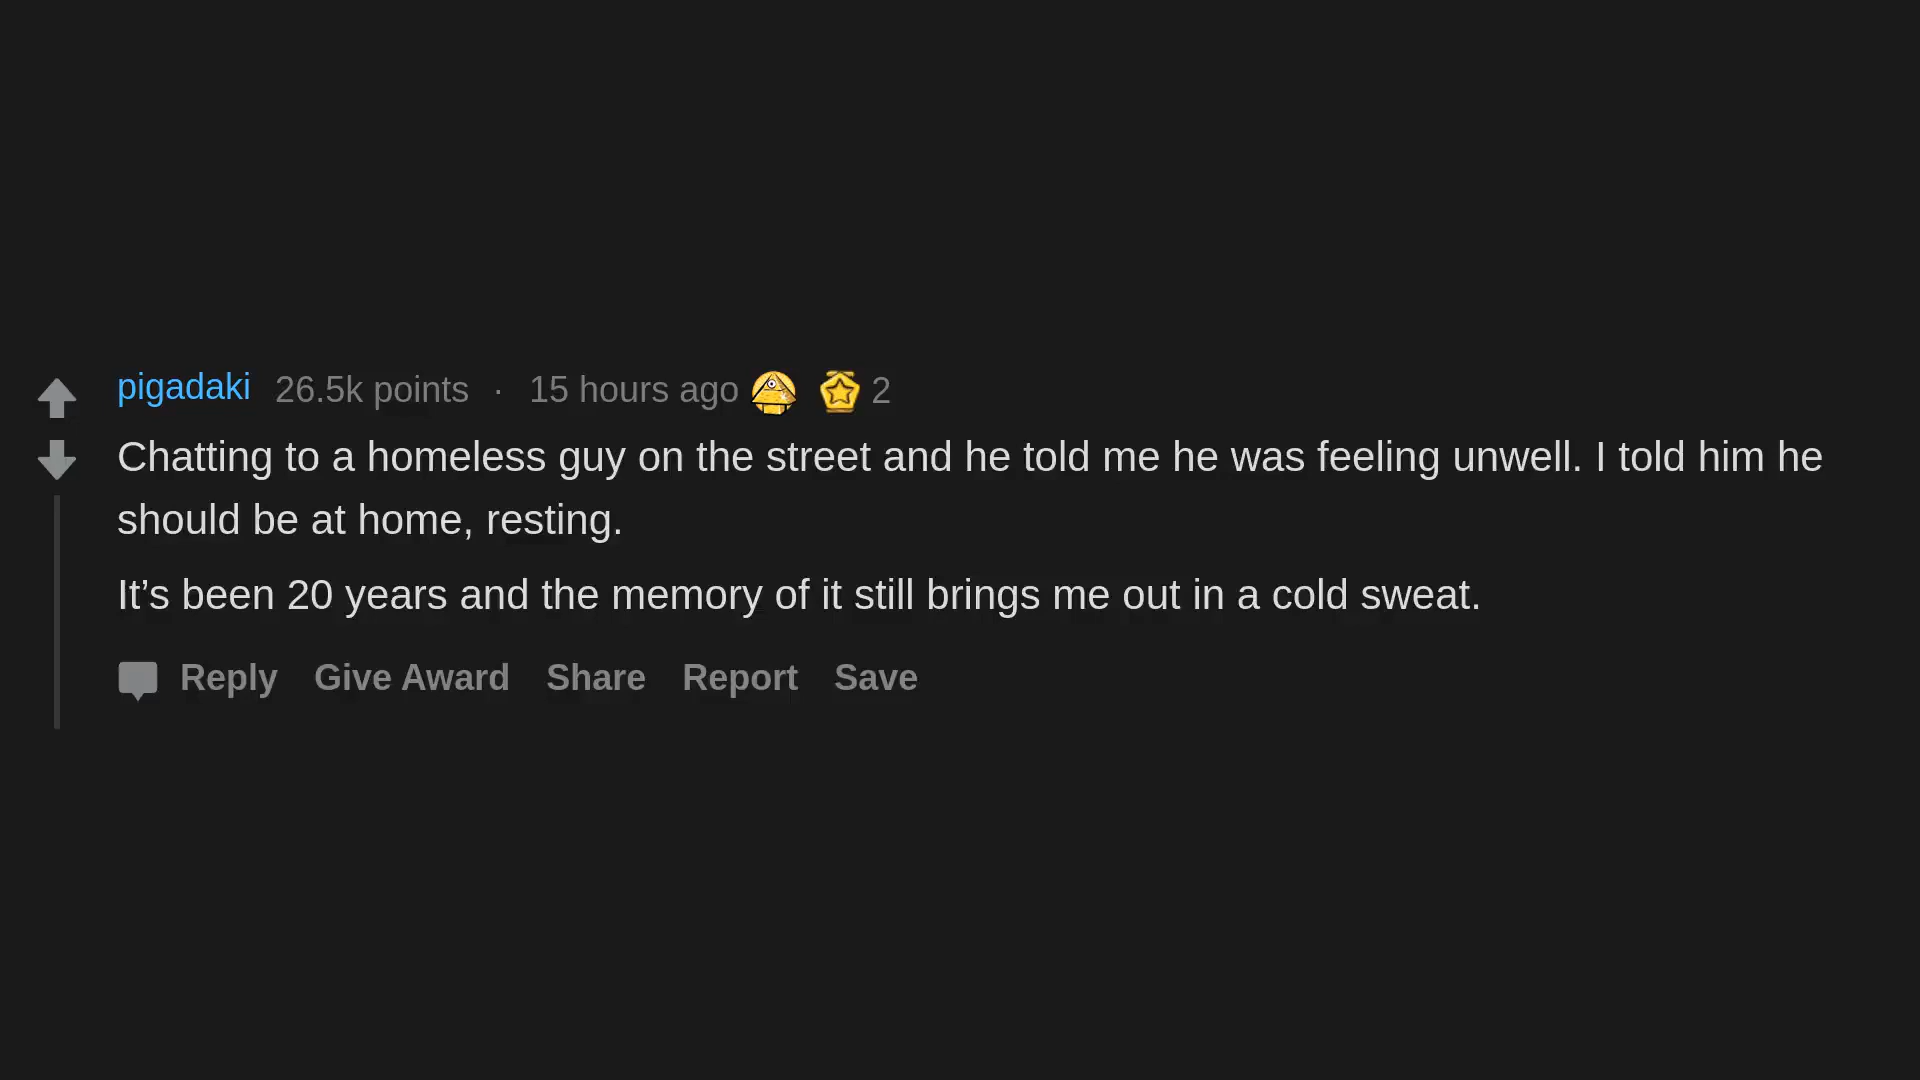 pigadaki 26.5k points · 15 hours ago 2
Chatting to a homeless guy on the street and he told me he was feeling unwell. I told him he
should be at home, resting.
It’s been 20 years and the memory of it still brings me out in a cold sweat.
Reply Give Award Share Report Save